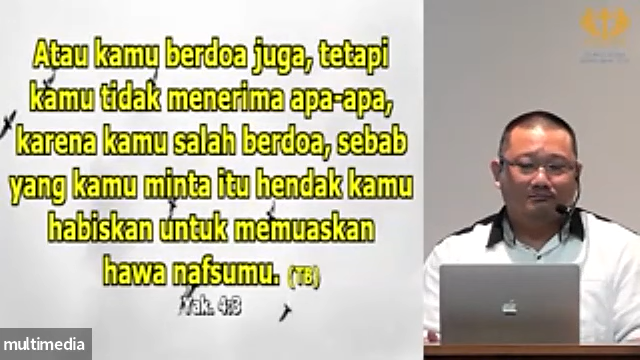 Atau kamu berdoa juga, tetapi
kamu tidak menerima apa-apa,
karena kamu salah berdoa, sebab
yang kamu minta itu hendak kamu
habiskan untuk memuaskan
hawa nafsumu. (TB)
Yak. 4:3
multimedia